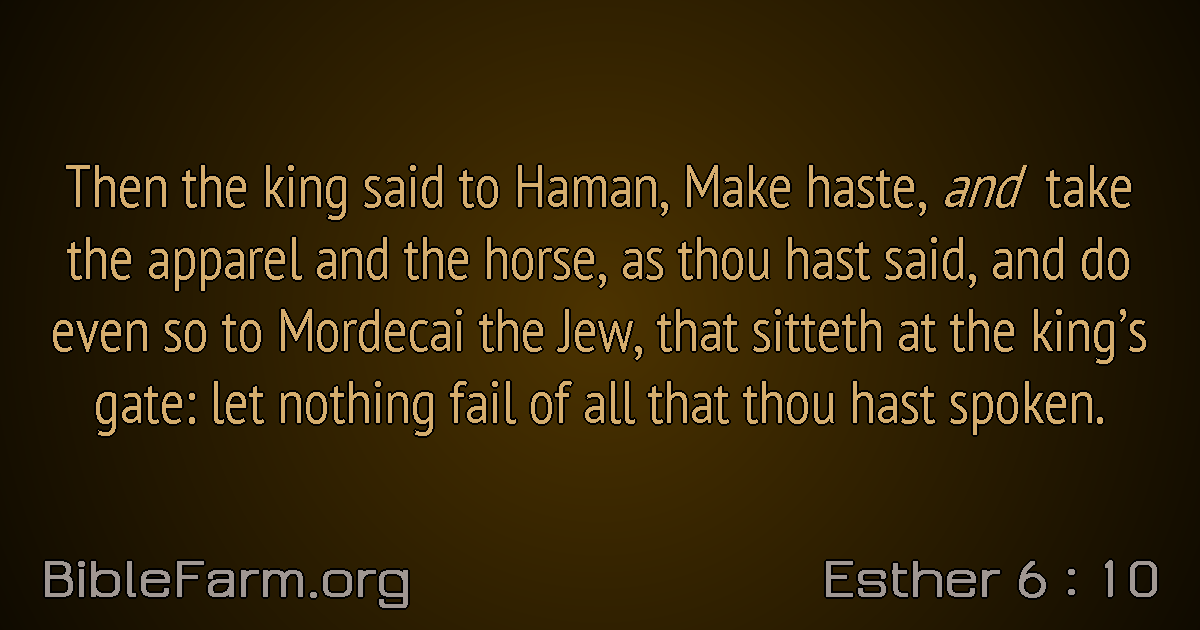 Then the king said to Haman, Make haste, and take
the apparel and the horse, as thou hast said, and do
even so to Mordecai the Jew, that sitteth at the king’s
gate: let nothing fail of all that thou hast spoken.
BibleFarm.org
Esther 6 : 10